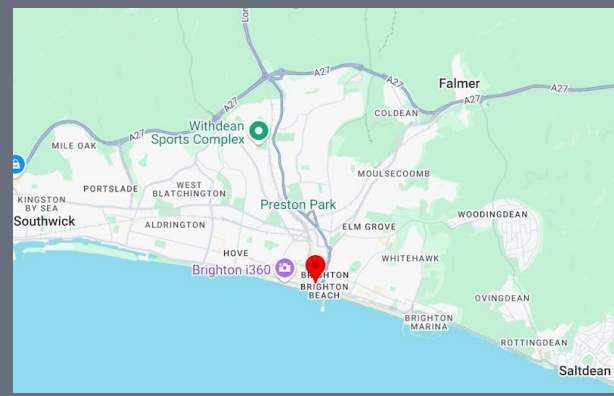 Lon
A27
A27
Falmer
A27
Withdean
Sports Complex
COLDEAN
A27
MILE OAK
MOULSECOOMB
PORTSLADE
WEST
BLATCHINGTON
KINGSTON
BY SEA
Preston Park
Southwick
WOODINGDEAN
ALDRINGTON
ELM GROVE
HOVE
WHITEHAWK
Brighton i360
BRIGHTON
BRIGHTON
BEACH
OVINGDEAN
BRIGHTON
MARINA
ROTTINGDEAN
Saltdean